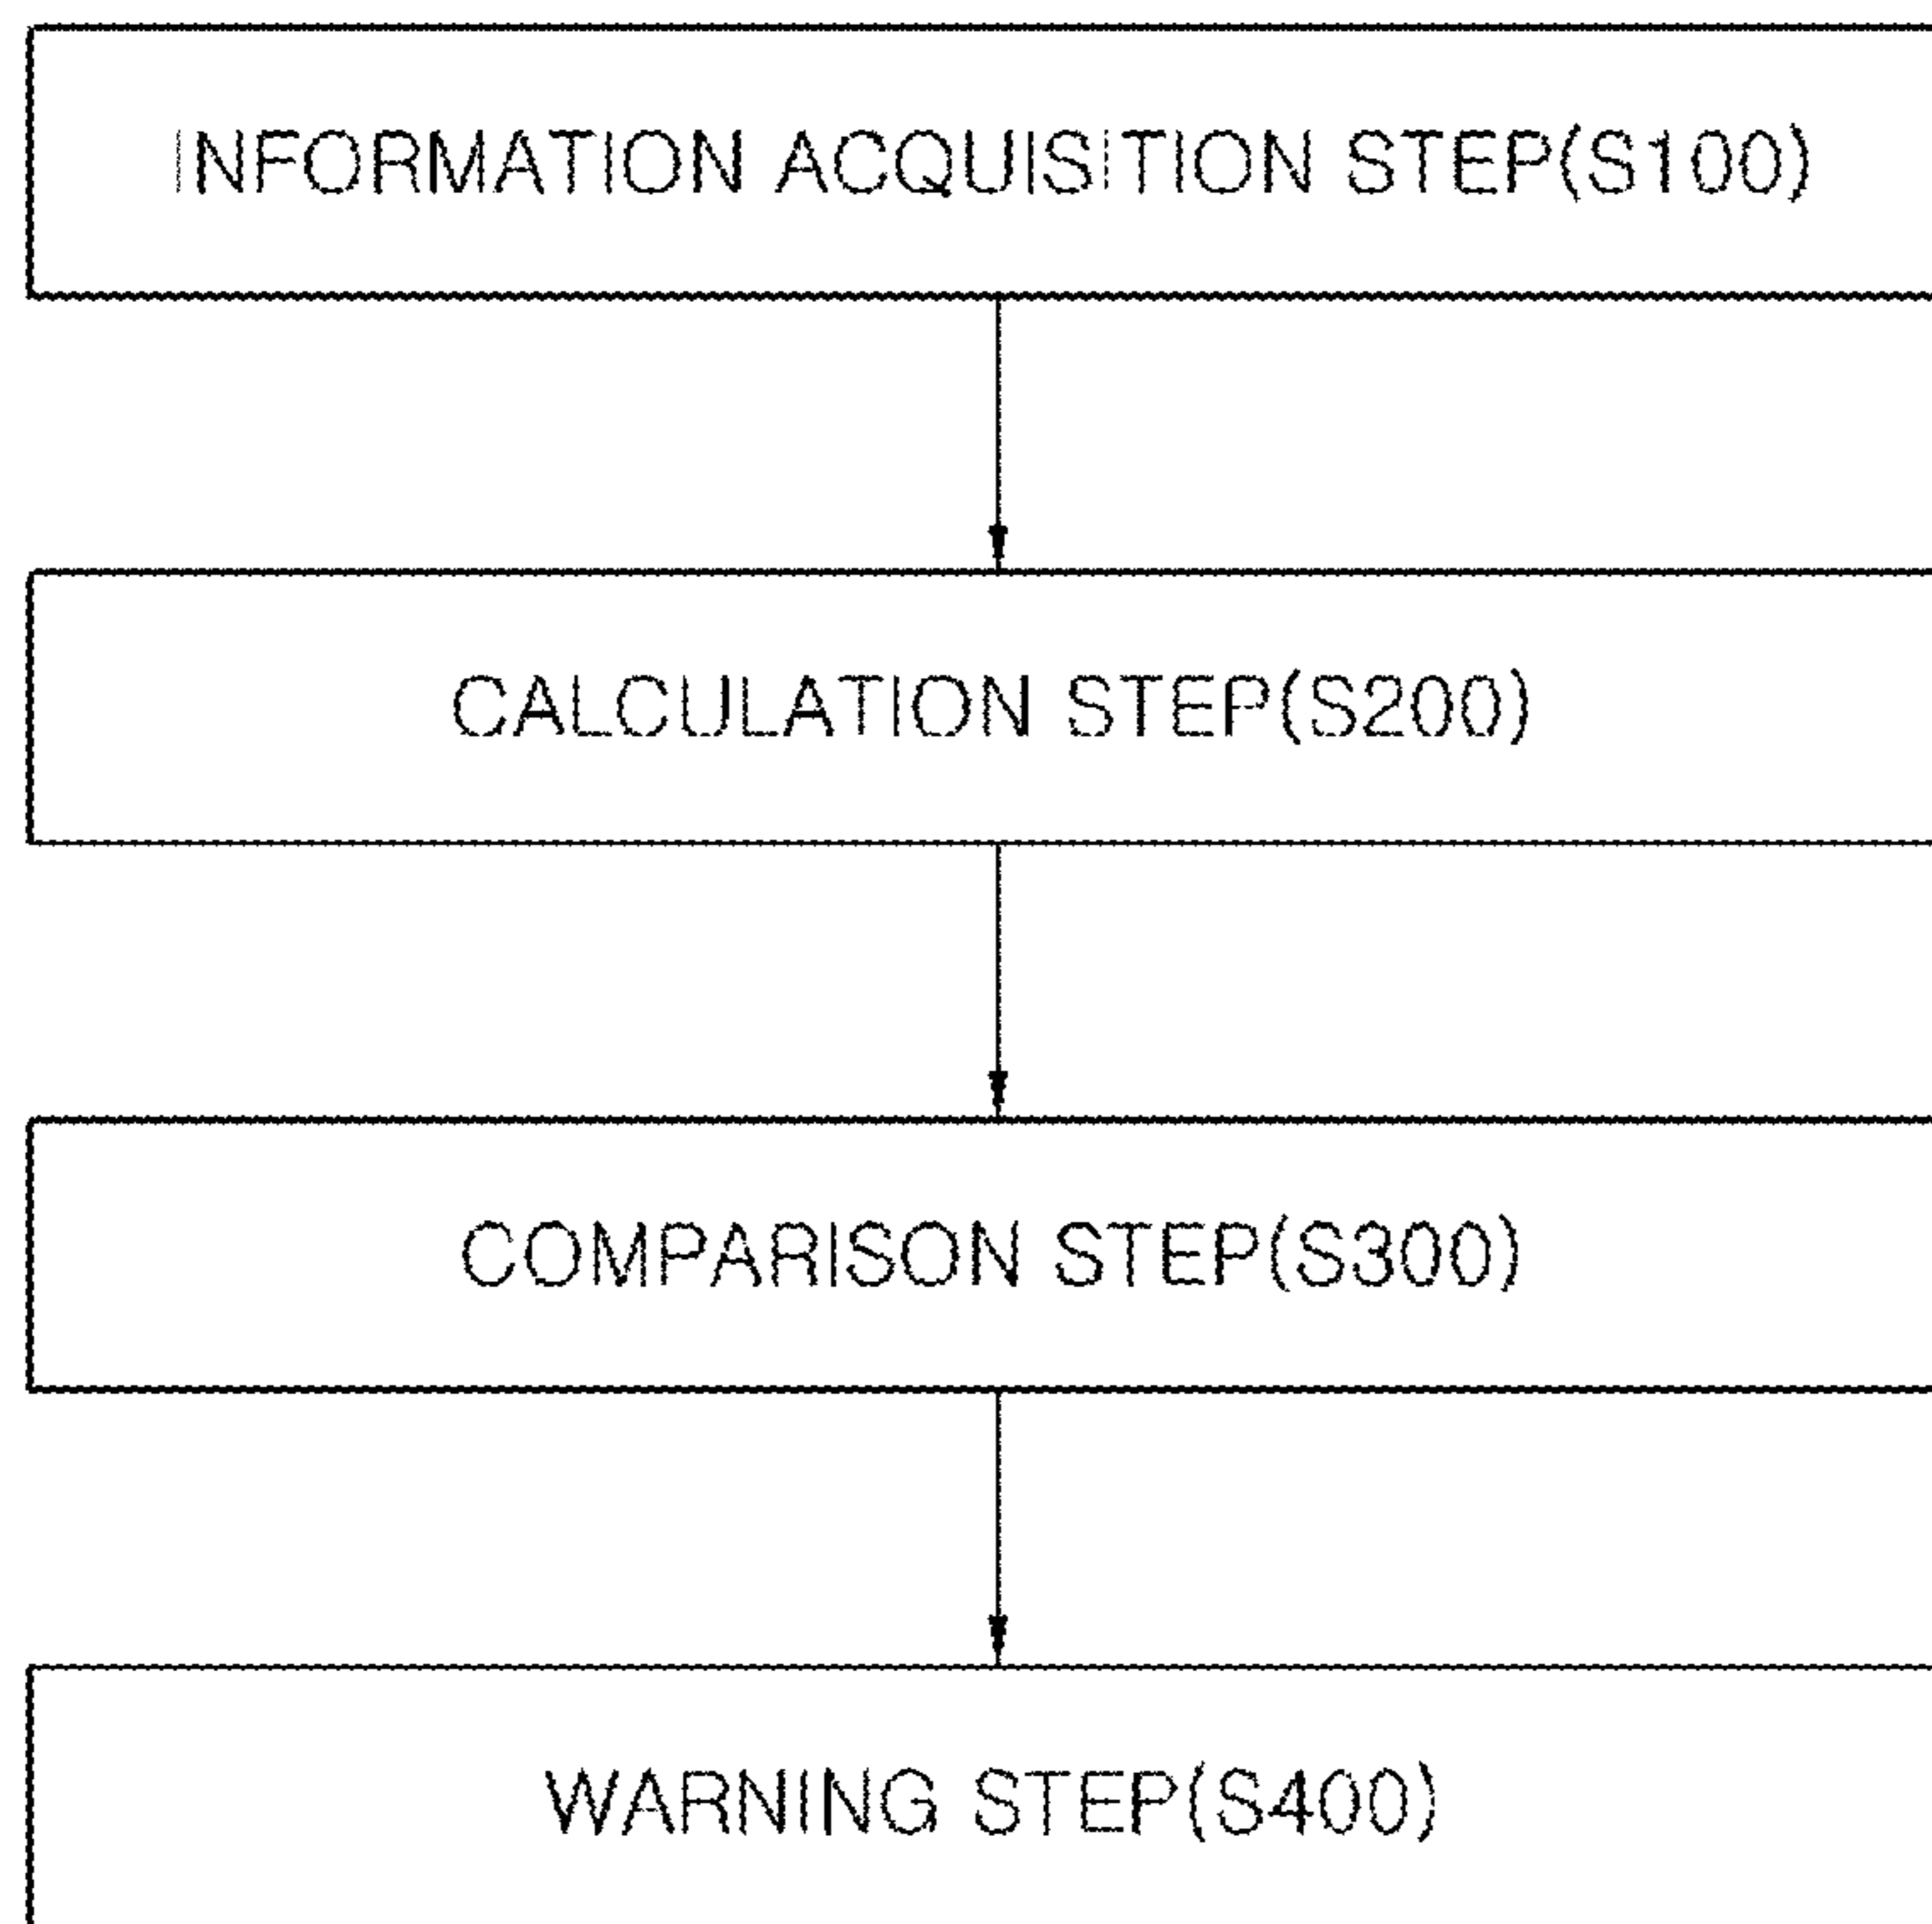 INFORMATION ACQUISITION STEP(S100)
CALCULATION STEP(S200)
COMPARISON STEP(S300)
WARNING STEP(S400)